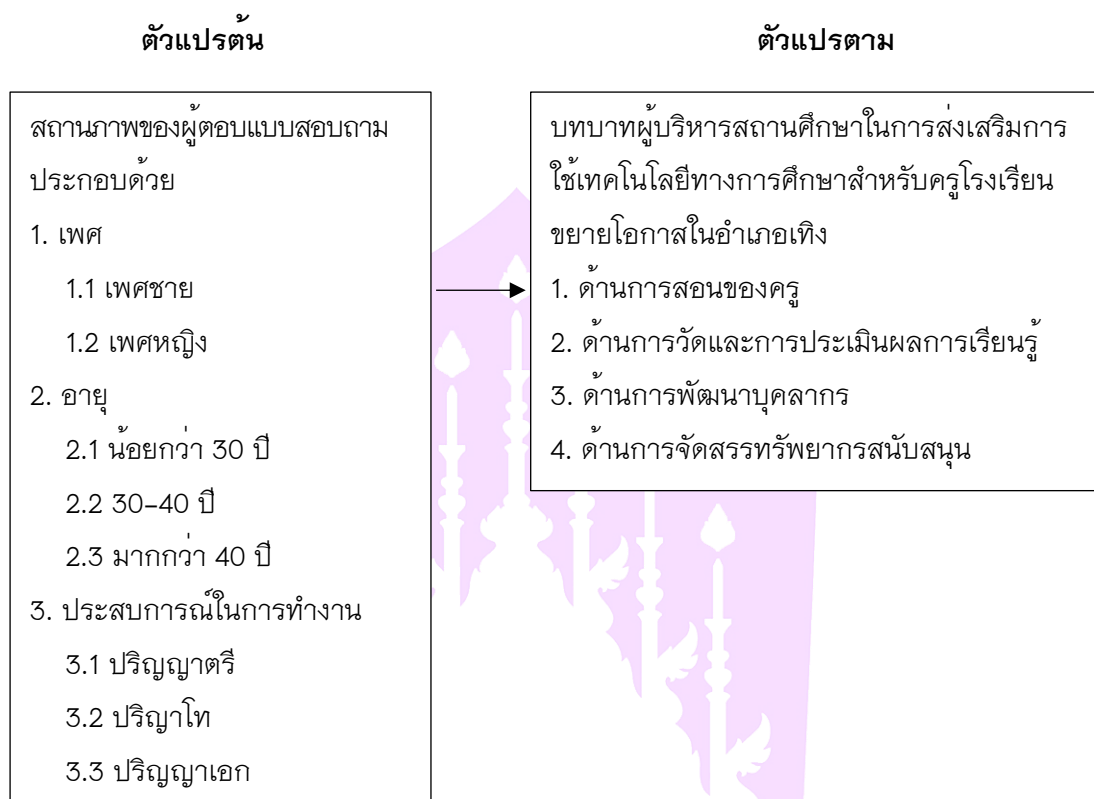 ตัวแปรต้น
สถานภาพของผู้ตอบแบบสอบถาม
ประกอบด้วย
1. เพศ
1.1 เพศชาย
1.2 เพศหญิง
2. อายุ
2.1 น้อยกว่า 30 ปี
2.2 30–40 ปี
2.3 มากกว่า 40 ปี
3. ประสบการณ์ในการทำงาน
3.1 ปริญญาตรี
3.2 ปริญาโท
3.3 ปริญญาเอก
ตัวแปรตาม
บทบาทผู้บริหารสถานศึกษาในการส่งเสริมการ
ใช้เทคโนโลยีทางการศึกษาสำหรับครูโรงเรียน
ขยายโอกาสในอำเภอเทิง
1. ด้านการสอนของครู
2. ด้านการวัดและการประเมินผลการเรียนรู้
3. ด้านการพัฒนาบุคลากร
4. ด้านการจัดสรรทรัพยากรสนับสนุน